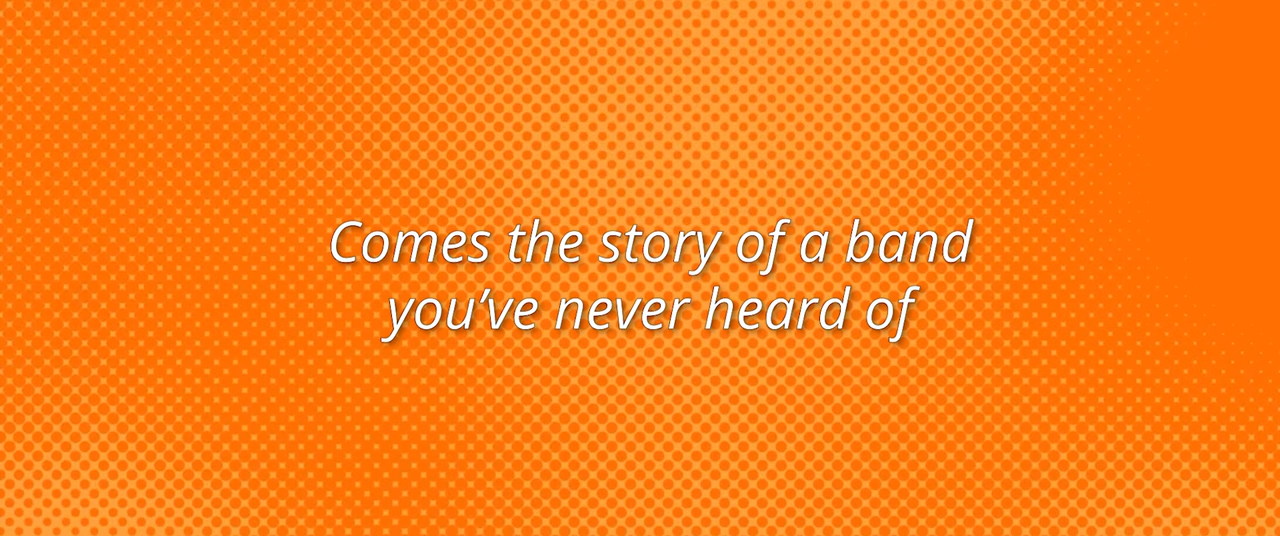 Comes the story of a band
you’ve never heard of